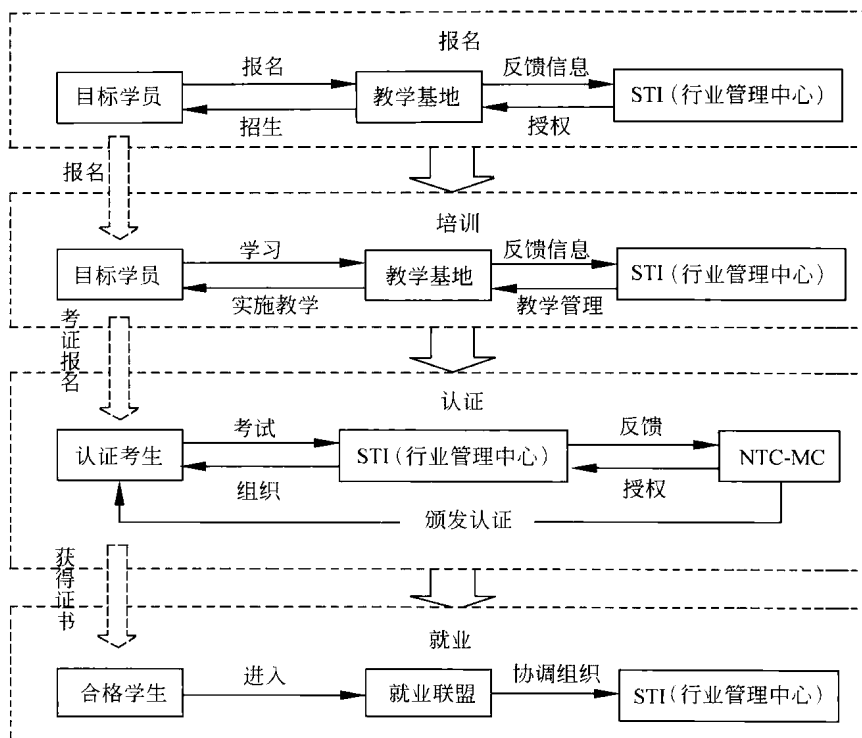 报名
报名
反馈信息
目标学员
教学基地
STI(行业管理中心)
招生
授权
报名
培训
学习
反馈信息
目标学员
教学基地
STI(行业管理中心)
实施教学
教学管理
考证报名
认证
考试
反馈
认证考生
STI(行业管理中心)
NTC-MC
组织
授权
颁发认证
获得证书
就业
进入
协调组织
合格学生
就业联盟
STI(行业管理中心)